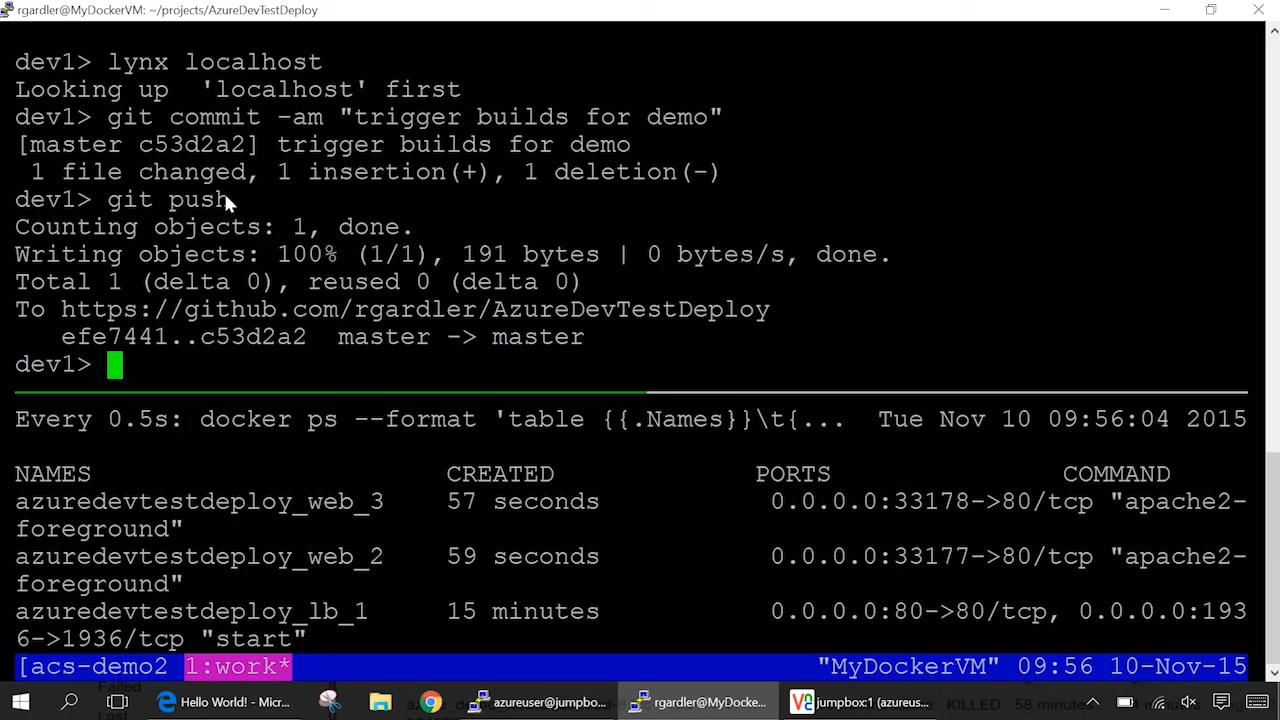 rgardler@MyDockerVM: ~/projects/AzureDevTestDeploy
dev1> lynx localhost
Looking up  'localhost' first
dev1> git commit -am "trigger builds for demo"
[master c53d2a2] trigger builds for demo
 1 file changed, 1 insertion(+), 1 deletion(-)
dev1> git push
Counting objects: 1, done.
Writing objects: 100% (1/1), 191 bytes | 0 bytes/s, done.
Total 1 (delta 0), reused 0 (delta 0)
To https://github.com/rgardler/AzureDevTestDeploy
   efe7441..c53d2a2  master -> master
dev1>
Every 0.5s: docker ps --format 'table {{.Names}}\t{...  Tue Nov 10 09:56:04 2015
NAMES CREATED PORTS COMMAND
azuredevtestdeploy_web_3 57 seconds 0.0.0.0:33178->80/tcp "apache2-
foreground"
azuredevtestdeploy_web_2 59 seconds 0.0.0.0:33177->80/tcp "apache2-
foreground"
azuredevtestdeploy_lb_1 15 minutes 0.0.0.0:80->80/tcp, 0.0.0.0:193
6->1936/tcp "start"
[acs-demo2 1:work* "MyDockerVM" 09:56 10-Nov-15
Hello World! - Micr... azureuser@jumpbo... rgardler@MyDocke... jumpbox:1 (azureus...
Failed
Lost
KILLED 58 minutes